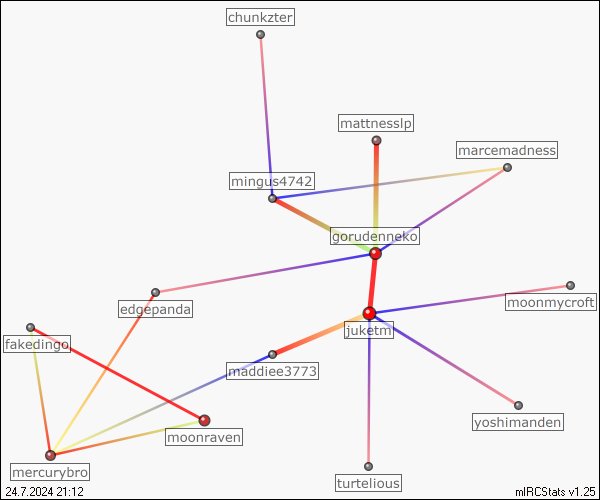 chunkzter
mattnesslp
marcemadness
mingus4742
gorudenneko
edgepanda
moonmycroft
juketm
fakedingo
maddiee3773
yoshimanden
moonraven
mercurybro
turtelious
24.7.2024 21:12
mIRCStats v1.25